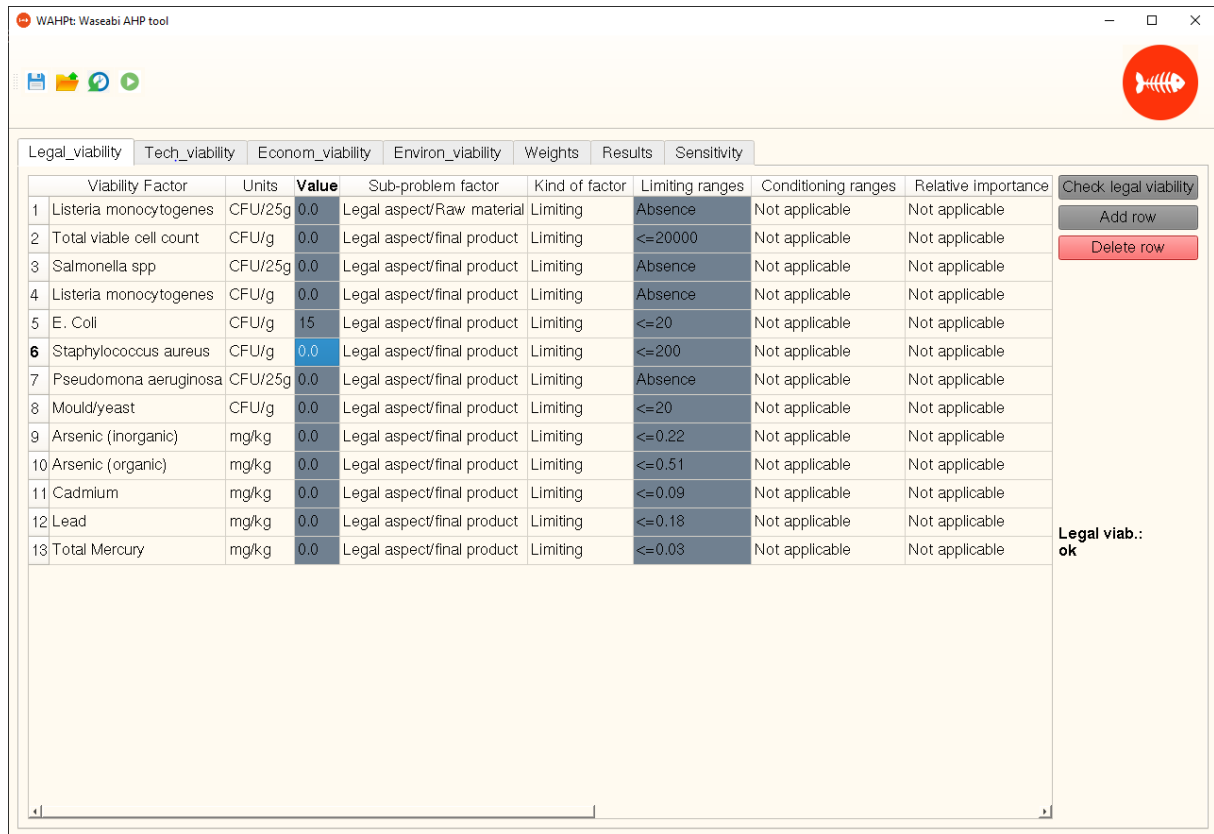 WAHPt: Waseabi AHP tool
Legal_viability Tech_viability Econom_viability Environ_viability Weights Results Sensitivity
Viability Factor Units Value Sub-problem factor Kind of factor Limiting ranges Conditioning ranges Relative importance Check legal viability
1 Listeria monocytogenes CFU/25g 0.0 Legal aspect/Raw material Limiting Absence Not applicable Not applicable
Add row
2 Total viable cell count CFU/g 0.0 Legal aspect/final product Limiting <=20000 Not applicable Not applicable
Delete row
3 Salmonella spp CFU/25g 0.0 Legal aspect/final product Limiting Absence Not applicable Not applicable
4 Listeria monocytogenes CFU/g 0.0 Legal aspect/final product Limiting Absence Not applicable Not applicable
5 E. Coli CFU/g 15 Legal aspect/final product Limiting <=20 Not applicable Not applicable
6 Staphylococcus aureus CFU/g 0.0 Legal aspect/final product Limiting <=200 Not applicable Not applicable
7 Pseudomona aeruginosa CFU/25g 0.0 Legal aspect/final product Limiting Absence Not applicable Not applicable
8 Mould/yeast CFU/g 0.0 Legal aspect/final product Limiting <=20 Not applicable Not applicable
9 Arsenic (inorganic) mg/kg 0.0 Legal aspect/final product Limiting <=0.22 Not applicable Not applicable
10 Arsenic (organic) mg/kg 0.0 Legal aspect/final product Limiting <=0.51 Not applicable Not applicable
11 Cadmium mg/kg 0.0 Legal aspect/final product Limiting <=0.09 Not applicable Not applicable
12 Lead mg/kg 0.0 Legal aspect/final product Limiting <=0.18 Not applicable Not applicable
13 Total Mercury mg/kg 0.0 Legal aspect/final product Limiting <=0.03 Not applicable Not applicable
Legal viab.:
ok